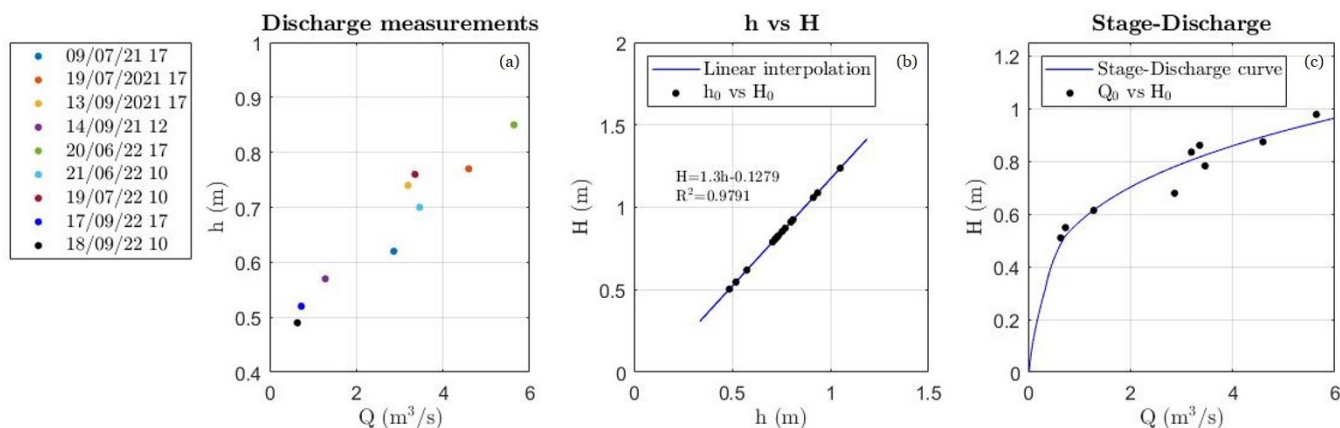 09/07/21 17
19/07/2021 17
13/09/2021 17
14/09/21 12
20/06/22 17
21/06/22 10
19/07/22 10
17/09/22 17
18/09/22 10
Discharge measurements
(a)
h (m)
1
0.9
0.8
0.7
0.6
0.5
0.4
0 2 4 6
Q (m³/s)
h vs H
(b)
Linear interpolation
h₀ vs H₀
H=1.3h-0.1279
R²=0.9791
H (m)
2
1.5
1
0.5
0
0 0.5 1 1.5
h (m)
Stage-Discharge
(c)
Stage-Discharge curve
Q₀ vs H₀
H (m)
1.2
1
0.8
0.6
0.4
0.2
0
0 2 4 6
Q (m³/s)